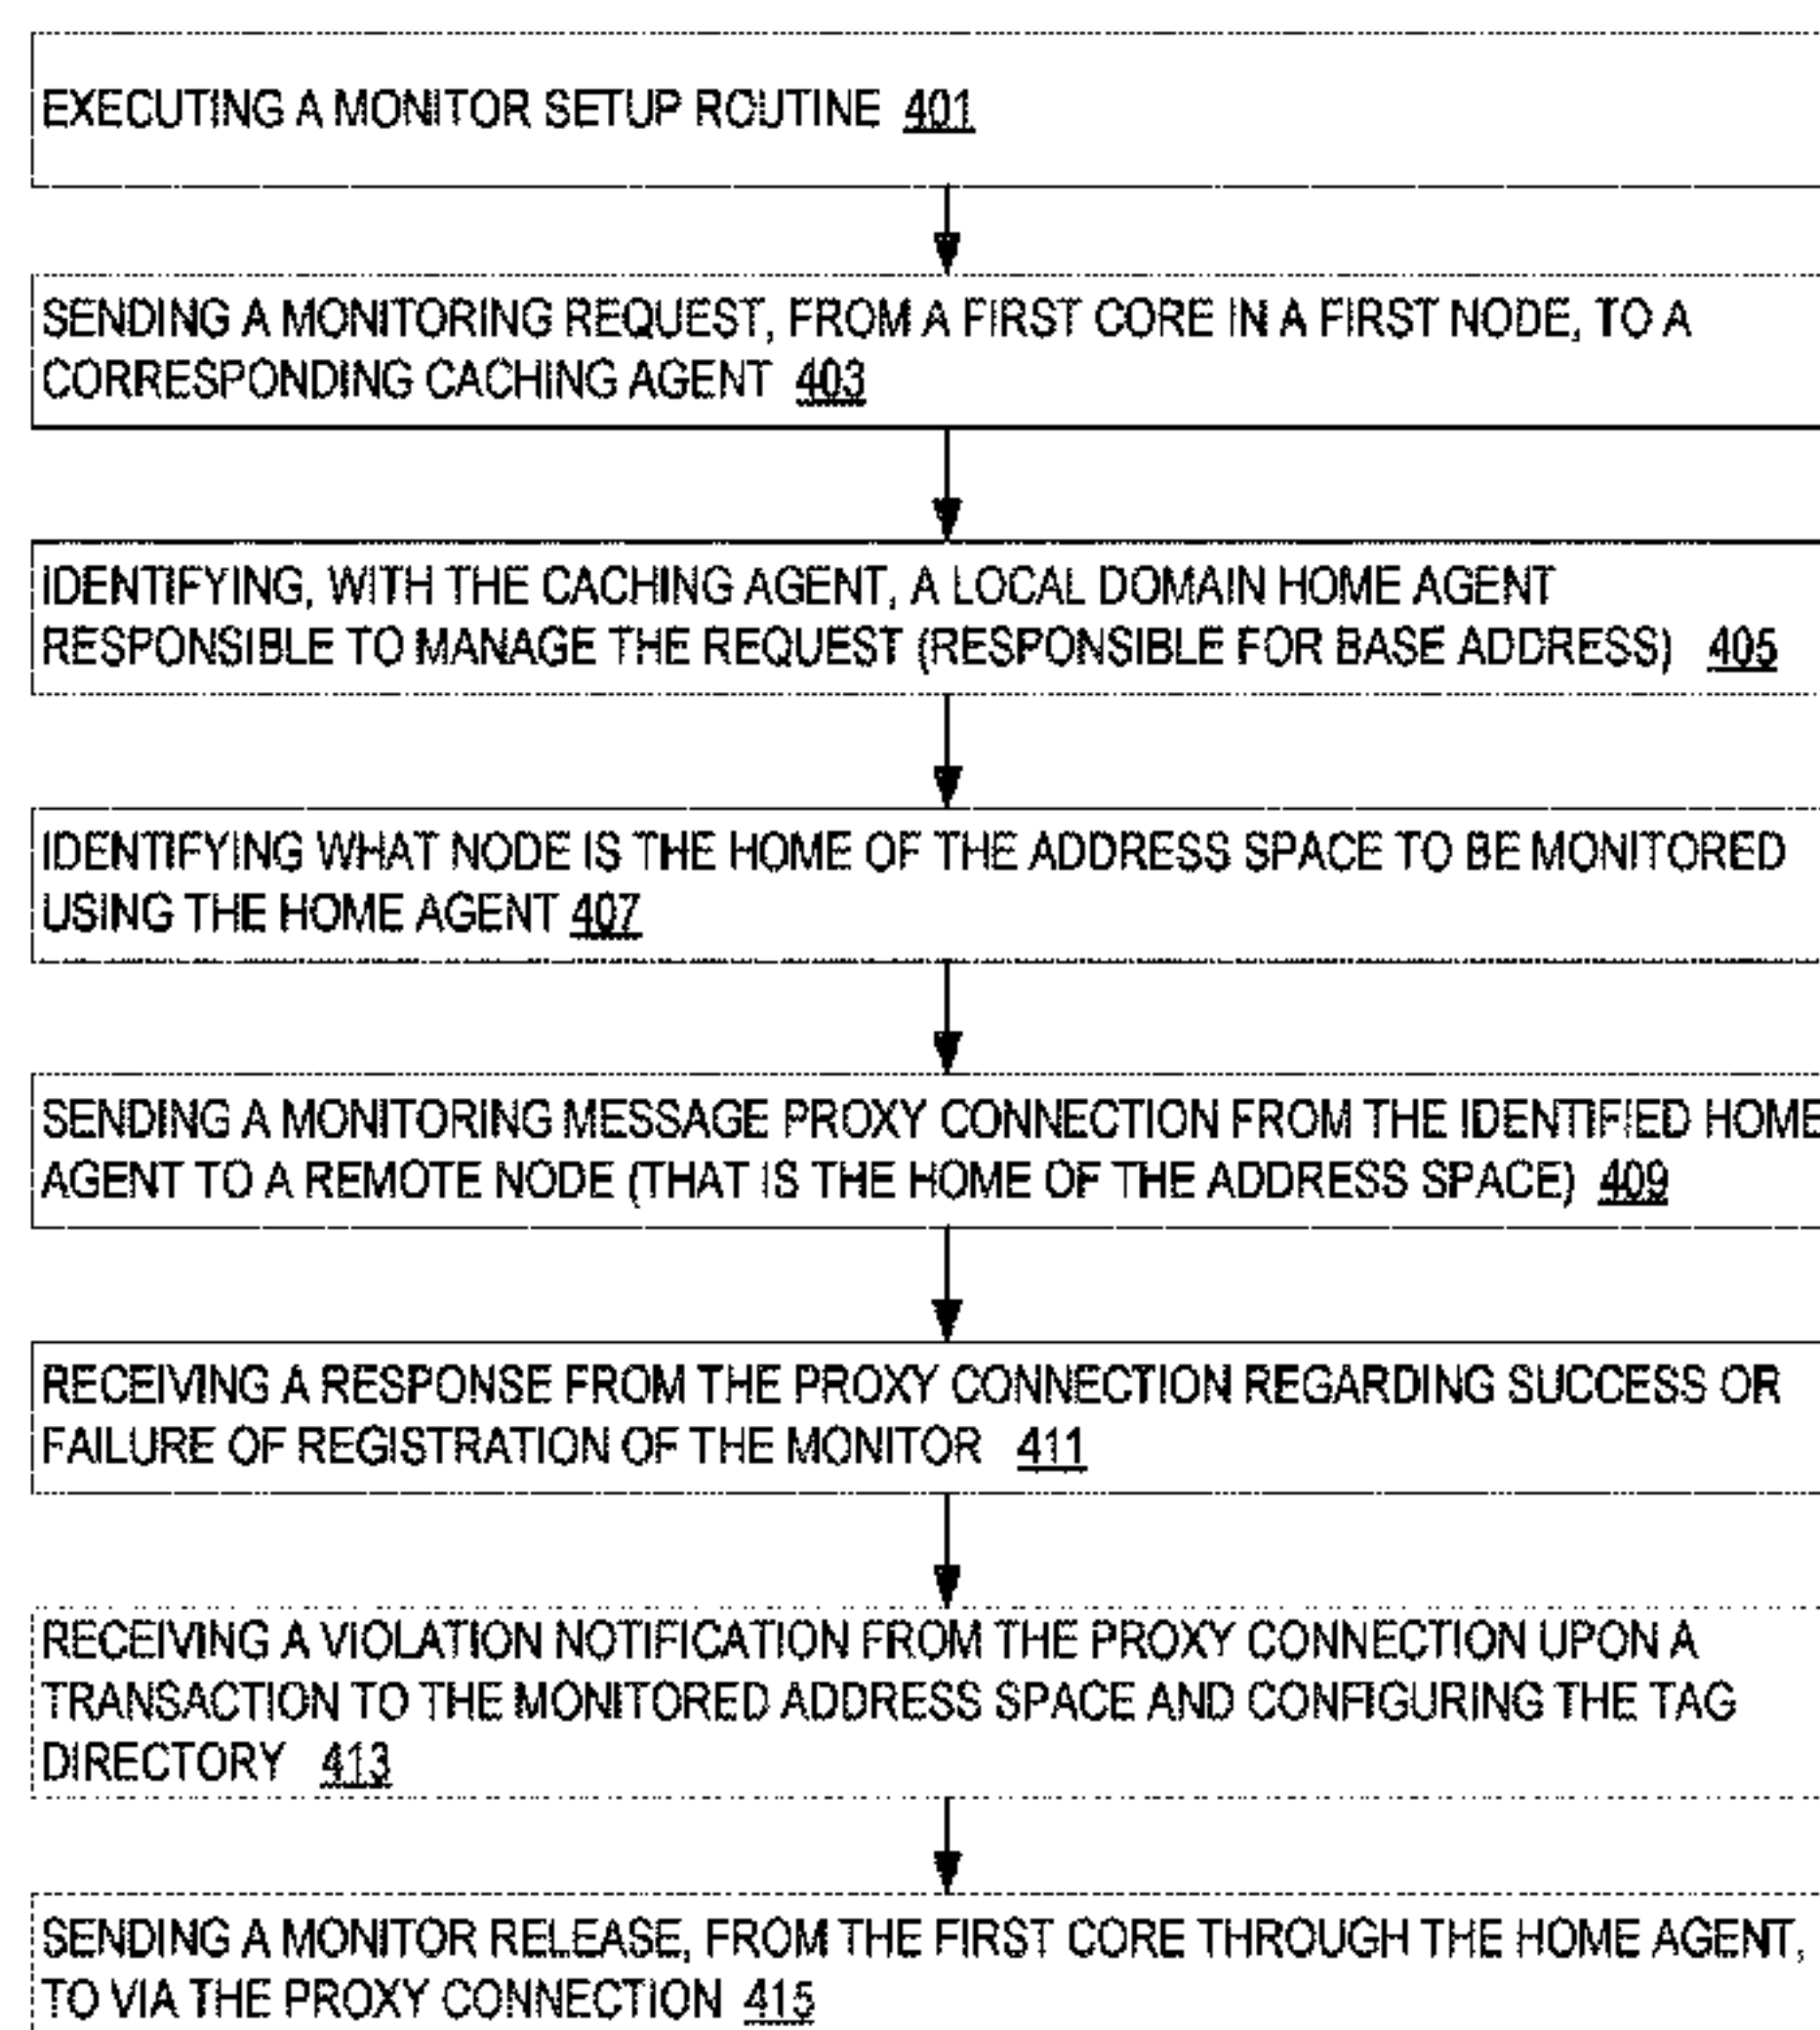 EXECUTING A MONITOR SETUP ROUTINE 401
SENDING A MONITORING REQUEST, FROM A FIRST CORE IN A FIRST NODE, TO A
CORRESPONDING CACHING AGENT 403
IDENTIFYING, WITH THE CACHING AGENT, A LOCAL DOMAIN HOME AGENT
RESPONSIBLE TO MANAGE THE REQUEST (RESPONSIBLE FOR BASE ADDRESS) 405
IDENTIFYING WHAT NODE IS THE HOME OF THE ADDRESS SPACE TO BE MONITORED
USING THE HOME AGENT 407
SENDING A MONITORING MESSAGE PROXY CONNECTION FROM THE IDENTIFIED HOME
AGENT TO A REMOTE NODE (THAT IS THE HOME OF THE ADDRESS SPACE) 409
RECEIVING A RESPONSE FROM THE PROXY CONNECTION REGARDING SUCCESS OR
FAILURE OF REGISTRATION OF THE MONITOR 411
RECEIVING A VIOLATION NOTIFICATION FROM THE PROXY CONNECTION UPON A
TRANSACTION TO THE MONITORED ADDRESS SPACE AND CONFIGURING THE TAG
DIRECTORY 413
SENDING A MONITOR RELEASE, FROM THE FIRST CORE THROUGH THE HOME AGENT,
TO VIA THE PROXY CONNECTION 415